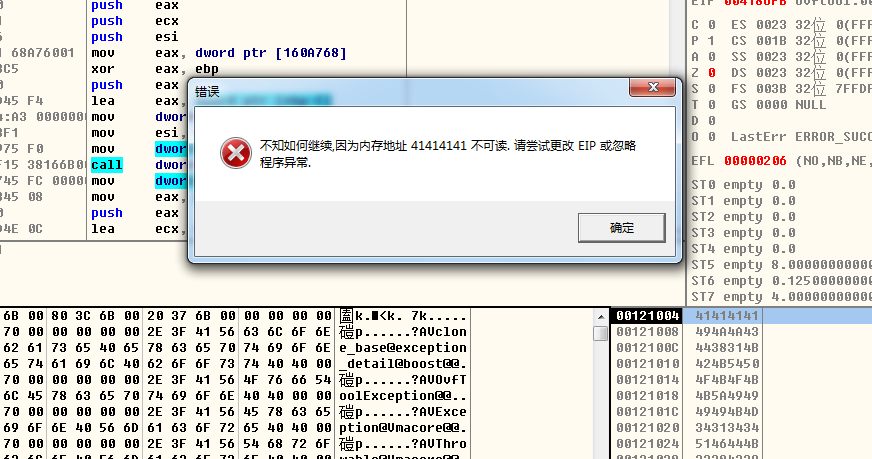 push eax
push ecx
push esi
68A76001 mov eax, dword ptr [160A768]
3C5 xor eax, ebp
push eax
945 F4 lea eax,
mov dwor
8F1 mov esi,
975 F0 mov dwor
F15 38166B0 call dwor
745 FC 0000 mov dwor
845 08 mov eax,
push eax
94E 0C lea ecx,
错误
不知如何继续,因为内存地址 41414141 不可读. 请尝试更改 EIP 或忽略
程序异常.
确定
C 0 ES 0023 32位 0(FFF
P 1 CS 001B 32位 0(FFF
A 0 SS 0023 32位 0(FFF
Z 0 DS 0023 32位 0(FFF
S 0 FS 003B 32位 7FFDF
T 0 GS 0000 NULL
D 0
O 0 LastErr ERROR_SUCC
EFL 00000206 (NO,NB,NE,
ST0 empty 0.0
ST1 empty 0.0
ST2 empty 0.0
ST3 empty 0.0
ST4 empty 0.0
ST5 empty 8.0000000000
ST6 empty 0.1250000000
ST7 empty 4.0000000000
6B 00 80 3C 6B 00 20 37 6B 00 00 00 00 00
70 00 00 00 00 00 2E 3F 41 56 63 6C 6F 6E p......?AVclon
62 61 73 65 40 65 78 63 65 70 74 69 6F 6E e_base@exception
65 74 61 69 6C 40 62 6F 6F 73 74 40 40 00 _detail@boost@@.
70 00 00 00 00 00 2E 3F 41 56 4F 76 66 54 p......?AVOvfT
6C 45 78 63 65 70 74 69 6F 6E 40 40 00 00 oolException@@..
70 00 00 00 00 00 2E 3F 41 56 45 78 63 65 p......?AVExce
69 6F 6E 40 56 6D 61 63 6F 72 65 40 40 00 ption@Vmacore@@.
70 00 00 00 00 00 2E 3F 41 56 54 68 72 6F p......?AVThro
00121004 41414141
00121008 494A4A43
0012100C 4438314B
00121010 424B5450
00121014 4F4B4F4B
00121018 4B5A4949
0012101C 49494B4D
00121020 34313434
00121024 5146444B